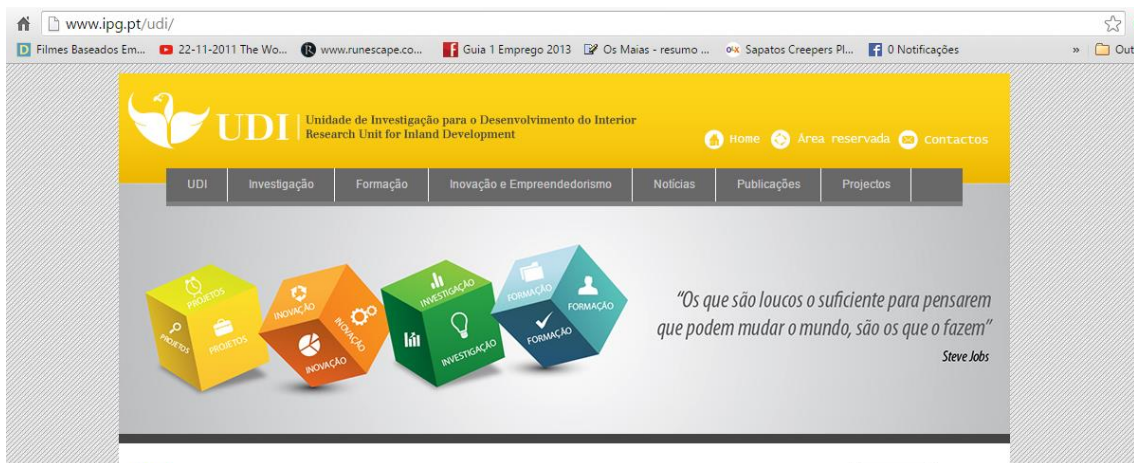 www.ipg.pt/udi/
Filmes Baseados Em... 22-11-2011 The Wo... www.runescape.co... Guia 1 Emprego 2013 Os Maias - resumo ... Sapatos Creepers Pl... 0 Notificações » Out
UDI
Unidade de Investigação para o Desenvolvimento do Interior
Research Unit for Inland Development
Home Área reservada Contactos
UDI Investigação Formação Inovação e Empreendedorismo Notícias Publicações Projectos
PROJETOS
PROJETOS
PROJETOS
INOVAÇÃO
INOVAÇÃO
INOVAÇÃO
INVESTIGAÇÃO
INVESTIGAÇÃO
FORMAÇÃO
FORMAÇÃO
FORMAÇÃO
"Os que são loucos o suficiente para pensarem
que podem mudar o mundo, são os que o fazem"
Steve Jobs